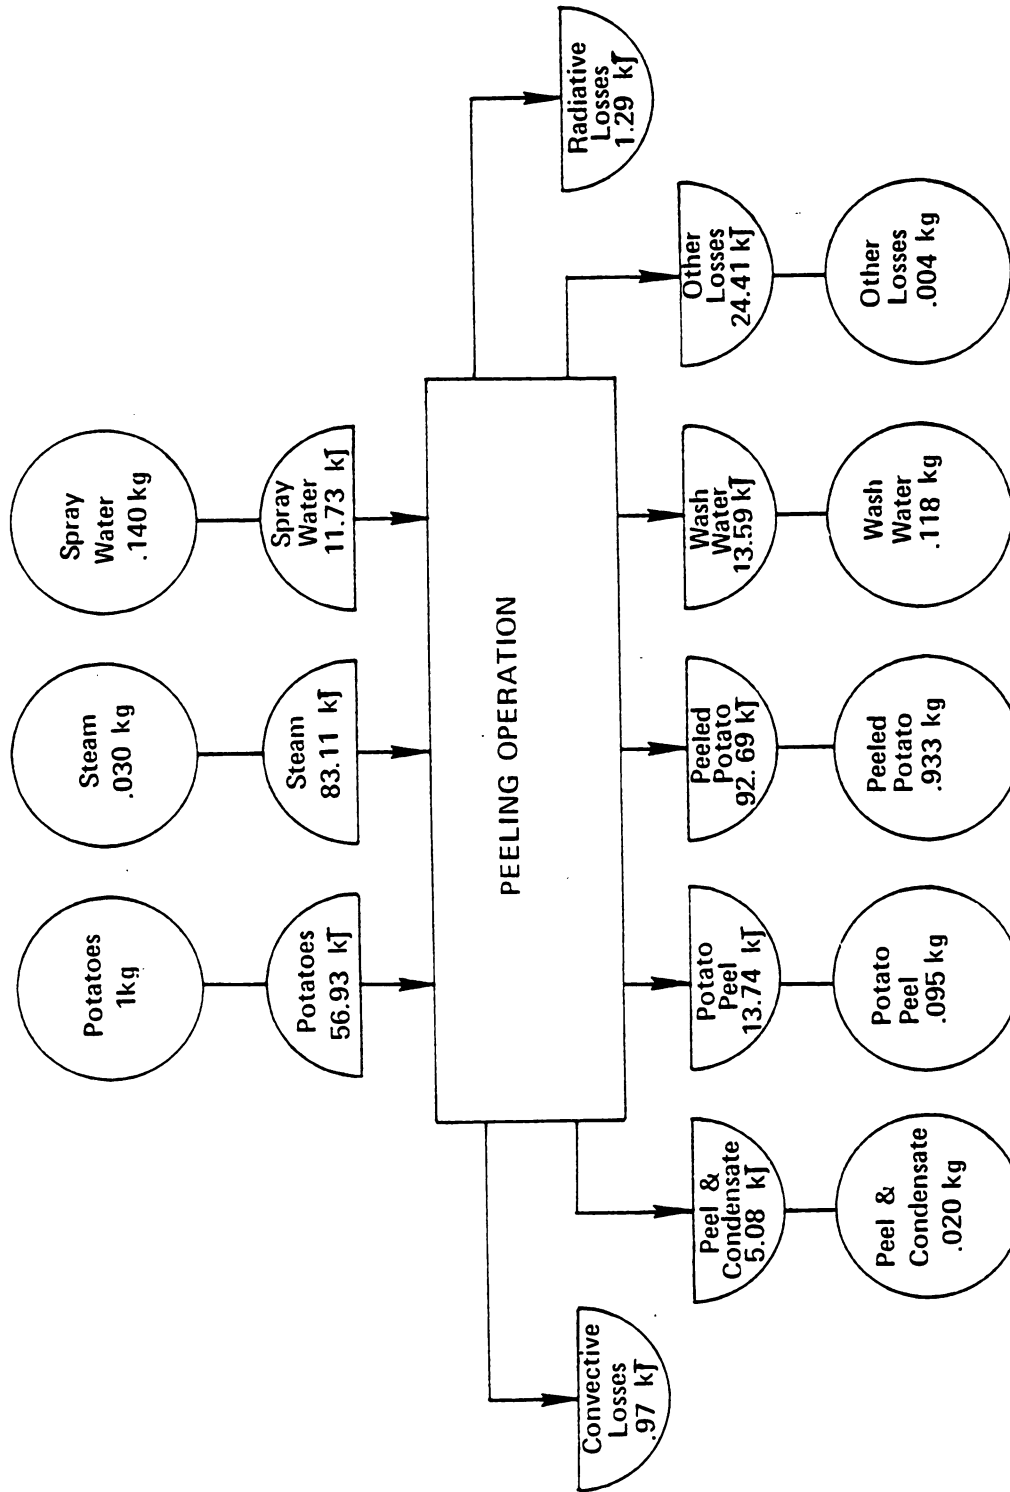 Potatoes
1kg
Steam
.030 kg
Spray
Water
.140 kg
Potatoes
56.93 kJ
Steam
83.11 kJ
Spray
Water
11.73 kJ
PEELING OPERATION
Convective
Losses
.97 kJ
Peel &
Condensate
5.08 kJ
Potato
Peel
13.74 kJ
Peeled
Potato
92.69 kJ
Wash
Water
13.59 kJ
Other
Losses
24.41 kJ
Radiative
Losses
1.29 kJ
Peel &
Condensate
.020 kg
Potato
Peel
.095 kg
Peeled
Potato
.933 kg
Wash
Water
.118 kg
Other
Losses
.004 kg